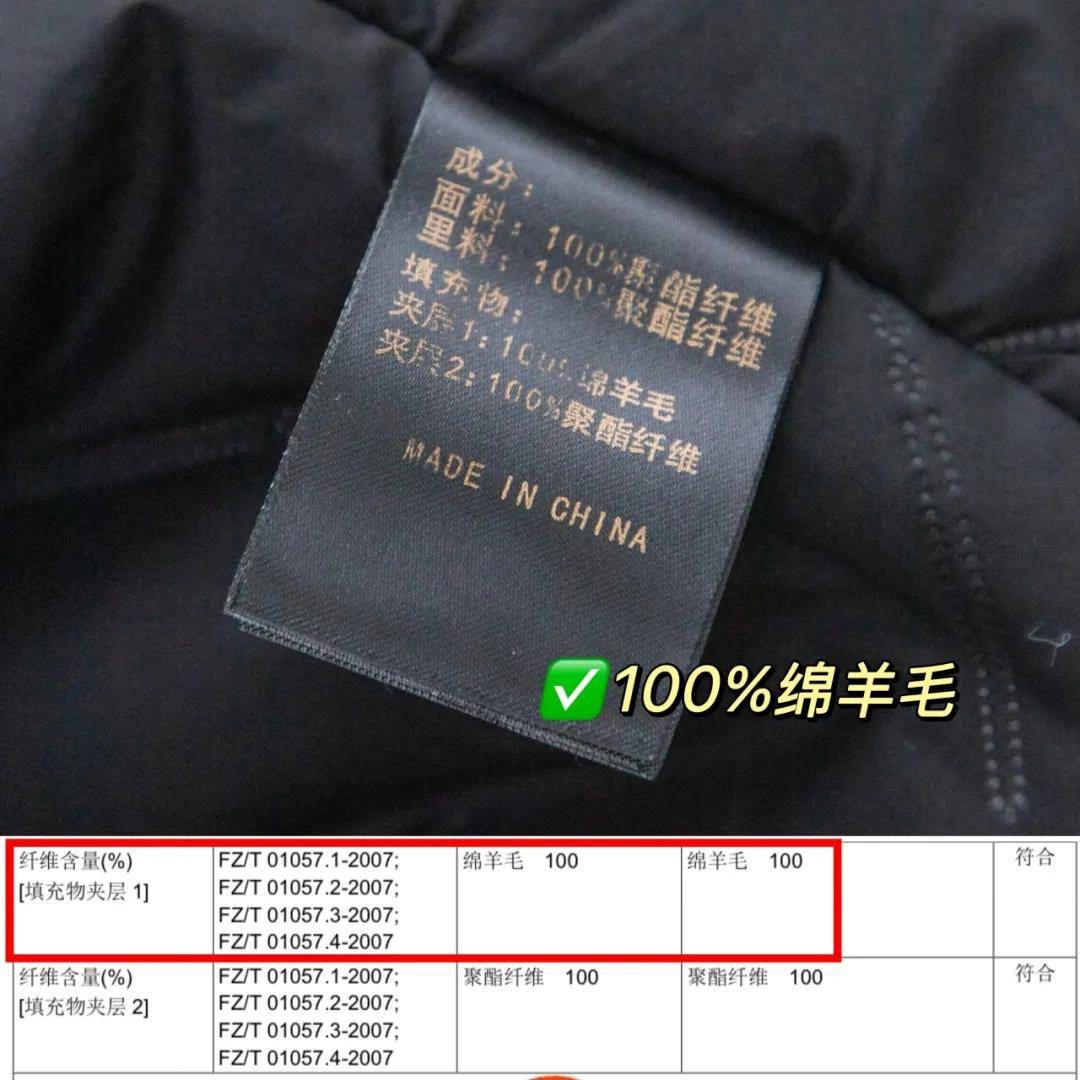 成分：
面料：100%聚酯纤维
里料：100%聚酯纤维
填充物：
夹层1：100%绵羊毛
夹层2：100%聚酯纤维
MADE IN CHINA
✅100%绵羊毛
纤维含量(%)
[填充物夹层 1]
FZ/T 01057.1-2007;
FZ/T 01057.2-2007;
FZ/T 01057.3-2007;
FZ/T 01057.4-2007
绵羊毛 100
绵羊毛 100
符合
纤维含量(%)
[填充物夹层 2]
FZ/T 01057.1-2007;
FZ/T 01057.2-2007;
FZ/T 01057.3-2007;
FZ/T 01057.4-2007
聚酯纤维 100
聚酯纤维 100
符合